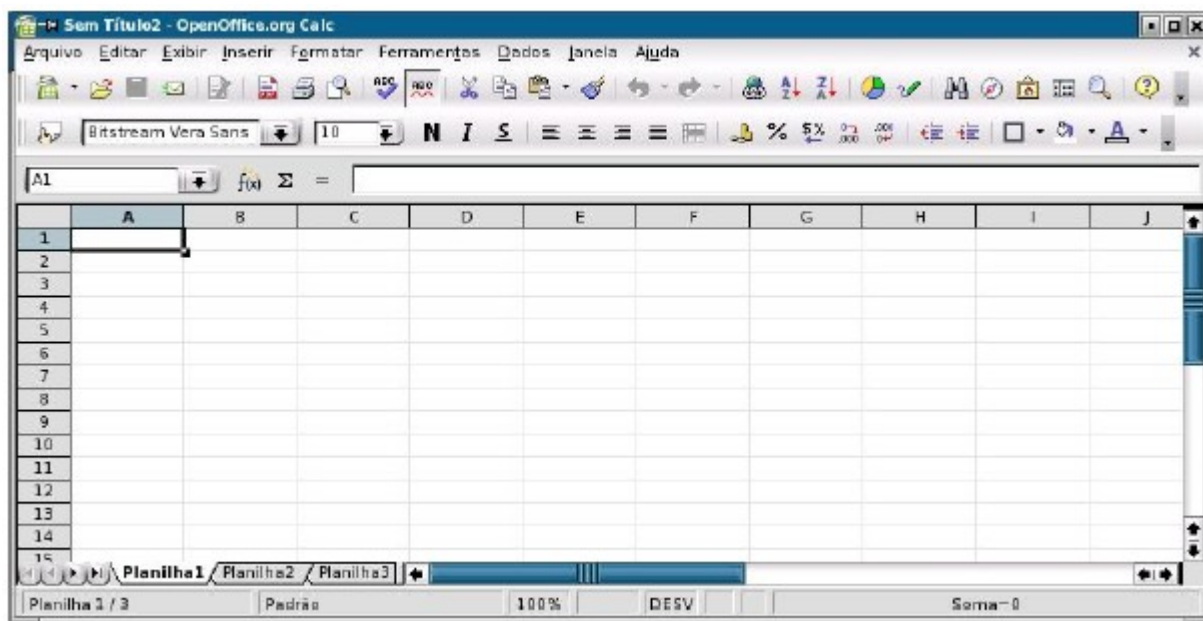 Sem Título2 - OpenOffice.org Calc
Arquivo Editar Exibir Inserir Formatar Ferramentas Dados Janela Ajuda
Bitstream Vera Sans 10 N I S
A1 f(x) Σ =
A B C D E F G H I J
1
2
3
4
5
6
7
8
9
10
11
12
13
14
15
Planilha1 Planilha2 Planilha3
Planilha 1 / 3 Padrão 100% DESV Soma=0